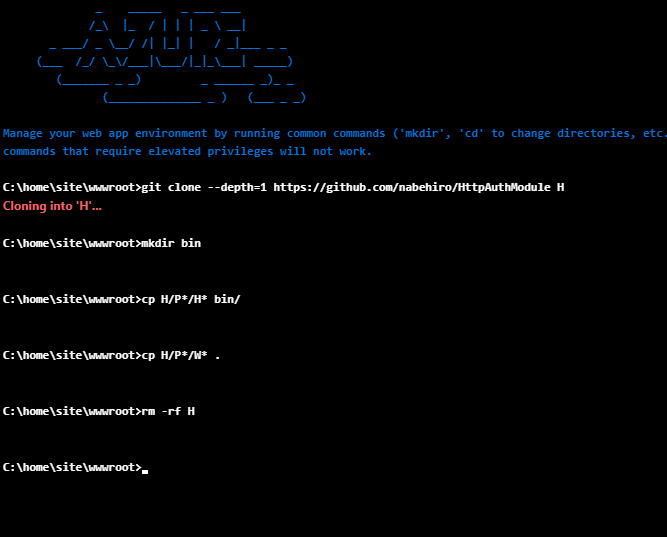 Manage your web app environment by running common commands ('mkdir', 'cd' to change directories, etc.
commands that require elevated privileges will not work.
C:\home\site\wwwroot>git clone --depth=1 https://github.com/nabehiro/HttpAuthModule H
Cloning into 'H'...
C:\home\site\wwwroot>mkdir bin
C:\home\site\wwwroot>cp H/P*/H* bin/
C:\home\site\wwwroot>cp H/P*/W* .
C:\home\site\wwwroot>rm -rf H
C:\home\site\wwwroot>